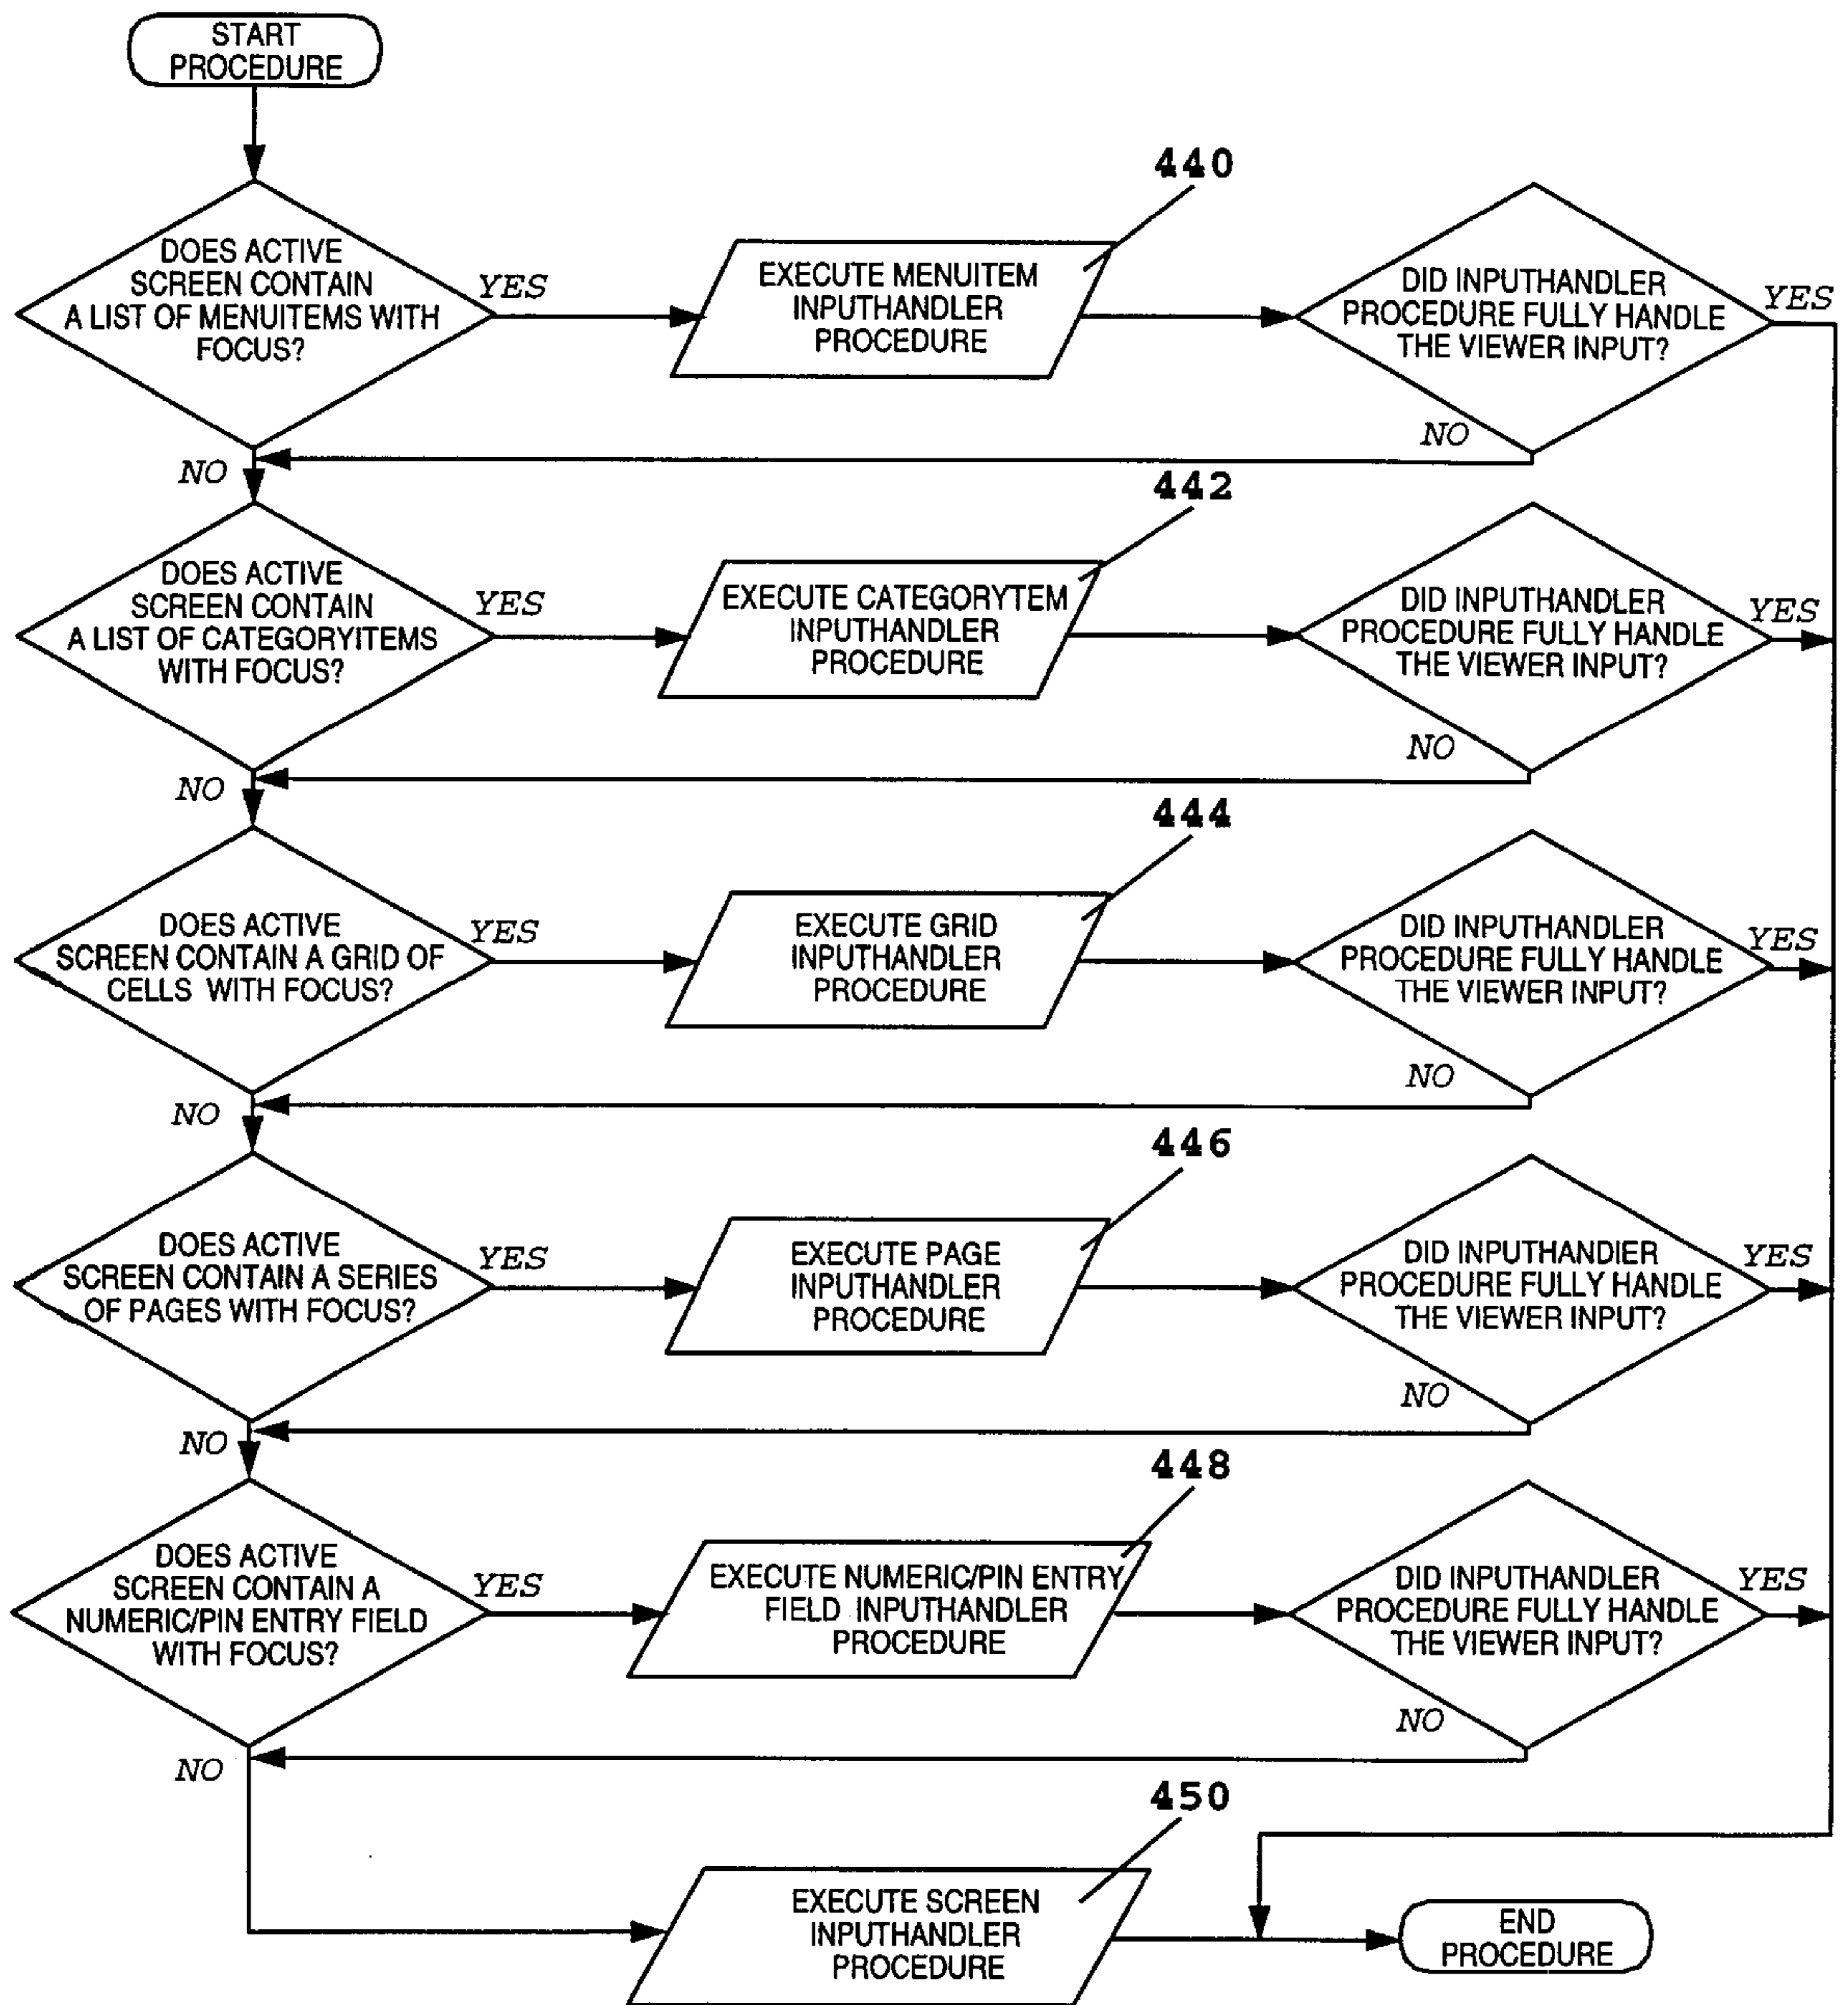 START
PROCEDURE
440
DOES ACTIVE
SCREEN CONTAIN
A LIST OF MENUITEMS WITH
FOCUS?
YES
EXECUTE MENUITEM
INPUTHANDLER
PROCEDURE
DID INPUTHANDLER
PROCEDURE FULLY HANDLE
THE VIEWER INPUT?
YES
NO
NO
442
DOES ACTIVE
SCREEN CONTAIN
A LIST OF CATEGORYITEMS
WITH FOCUS?
YES
EXECUTE CATEGORYTEM
INPUTHANDLER
PROCEDURE
DID INPUTHANDLER
PROCEDURE FULLY HANDLE
THE VIEWER INPUT?
YES
NO
NO
444
DOES ACTIVE
SCREEN CONTAIN A GRID OF
CELLS WITH FOCUS?
YES
EXECUTE GRID
INPUTHANDLER
PROCEDURE
DID INPUTHANDLER
PROCEDURE FULLY HANDLE
THE VIEWER INPUT?
YES
NO
NO
446
DOES ACTIVE
SCREEN CONTAIN A SERIES
OF PAGES WITH FOCUS?
YES
EXECUTE PAGE
INPUTHANDLER
PROCEDURE
DID INPUTHANDIER
PROCEDURE FULLY HANDLE
THE VIEWER INPUT?
YES
NO
NO
448
DOES ACTIVE
SCREEN CONTAIN A
NUMERIC/PIN ENTRY FIELD
WITH FOCUS?
YES
EXECUTE NUMERIC/PIN ENTRY
FIELD INPUTHANDLER
PROCEDURE
DID INPUTHANDLER
PROCEDURE FULLY HANDLE
THE VIEWER INPUT?
YES
NO
NO
450
EXECUTE SCREEN
INPUTHANDLER
PROCEDURE
END
PROCEDURE